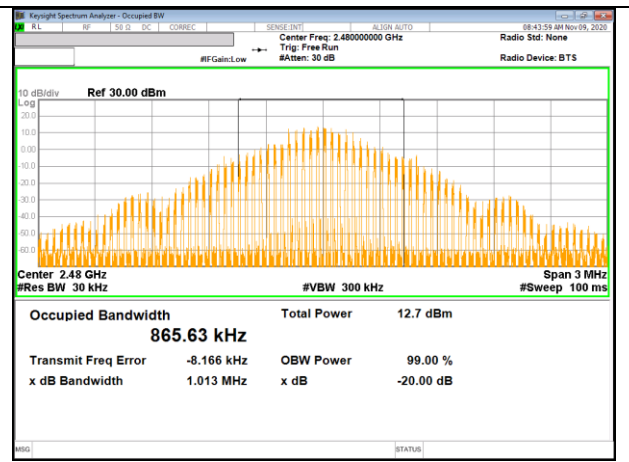 Keysight Spectrum Analyzer - Occupied BW
RL RF 50 Ω DC CORREC SENSE:INT ALIGN AUTO 08:43:59 AM Nov 09, 2020
Center Freq: 2.480000000 GHz Radio Std: None
Trig: Free Run
#IFGain:Low #Atten: 30 dB Radio Device: BTS
10 dB/div Ref 30.00 dBm
Log
20.0
10.0
0.00
-10.0
-20.0
-30.0
-40.0
-50.0
-60.0
Center 2.48 GHz Span 3 MHz
#Res BW 30 kHz #VBW 300 kHz #Sweep 100 ms
Occupied Bandwidth Total Power 12.7 dBm
865.63 kHz
Transmit Freq Error -8.166 kHz OBW Power 99.00 %
x dB Bandwidth 1.013 MHz x dB -20.00 dB
MSG STATUS